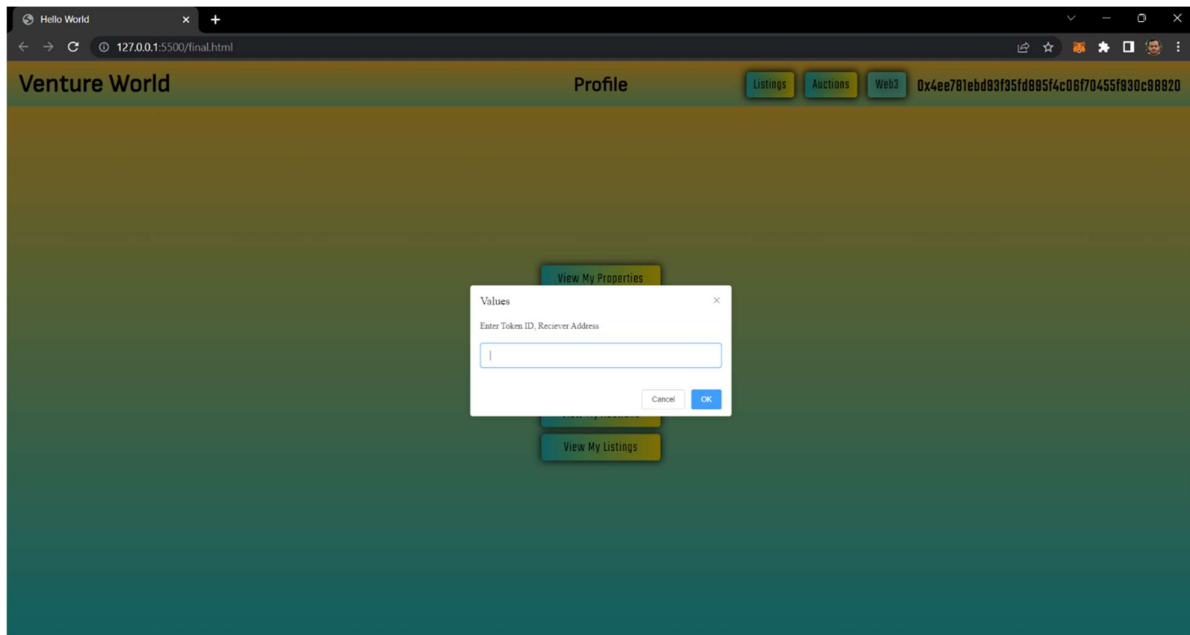 Hello World
127.0.0.1:5500/final.html
Venture World Profile Listings Auctions Web3 0x4ee781ebd93f35fd895f4c06f70455f930c98920
View My Properties
Values
Enter Token ID, Reciever Address
Cancel OK
View My Listings